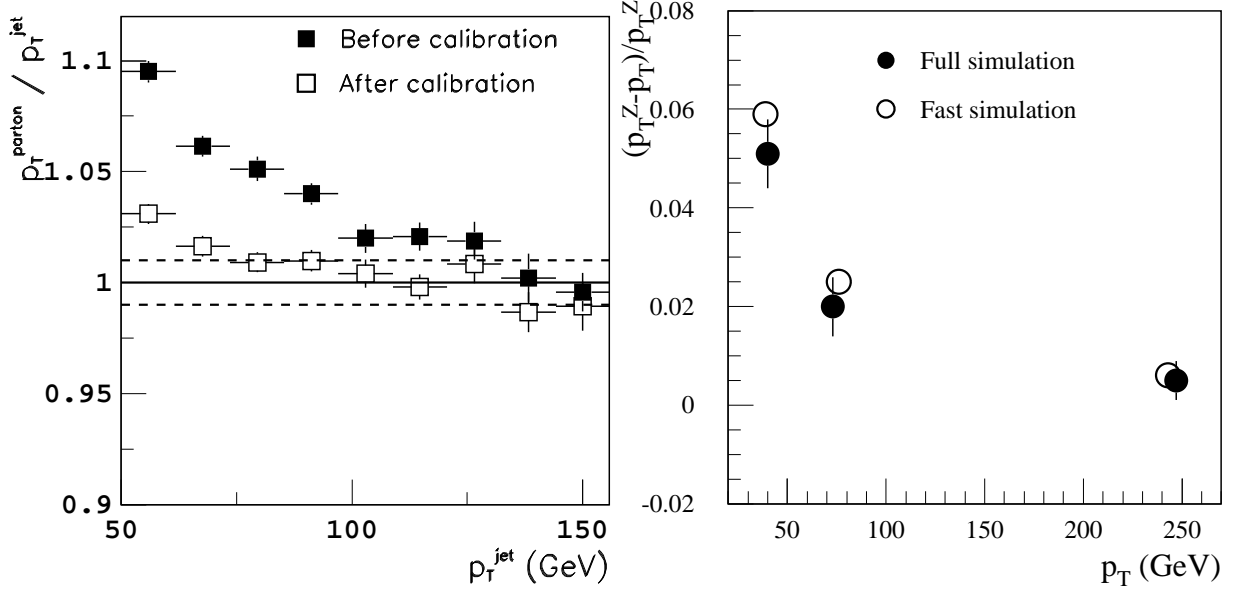 p_T^parton / p_T^jet
Before calibration
After calibration
1.1
1.05
1
0.95
0.9
50
100
150
p_T^jet (GeV)
(p_T^Z-p_T)/p_T^Z
Full simulation
Fast simulation
0.08
0.06
0.04
0.02
0
-0.02
50
100
150
200
250
p_T (GeV)